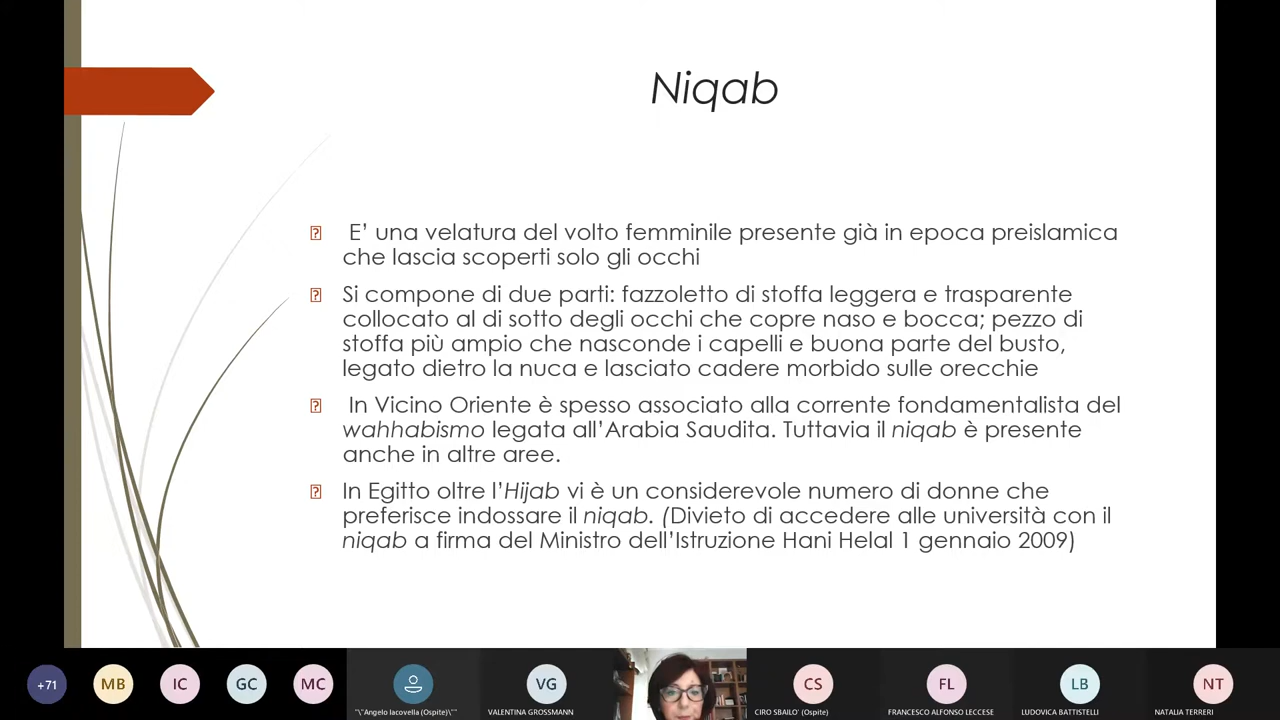 Niqab
E' una velatura del volto femminile presente già in epoca preislamica
che lascia scoperti solo gli occhi
Si compone di due parti: fazzoletto di stoffa leggera e trasparente
collocato al di sotto degli occhi che copre naso e bocca; pezzo di
stoffa più ampio che nasconde i capelli e buona parte del busto,
legato dietro la nuca e lasciato cadere morbido sulle orecchie
In Vicino Oriente è spesso associato alla corrente fondamentalista del
wahhabismo legata all'Arabia Saudita. Tuttavia il niqab è presente
anche in altre aree.
In Egitto oltre l'Hijab vi è un considerevole numero di donne che
preferisce indossare il niqab. (Divieto di accedere alle università con il
niqab a firma del Ministro dell'Istruzione Hani Helal 1 gennaio 2009)
+71 MB IC GC MC VG CS FL LB NT
"\"Angelo Iacovella (Ospite)\"" VALENTINA GROSSMANN CIRO SBAILO' (Ospite) FRANCESCO ALFONSO LECCESE LUDOVICA BATTISTELLI NATALIA TERRERI